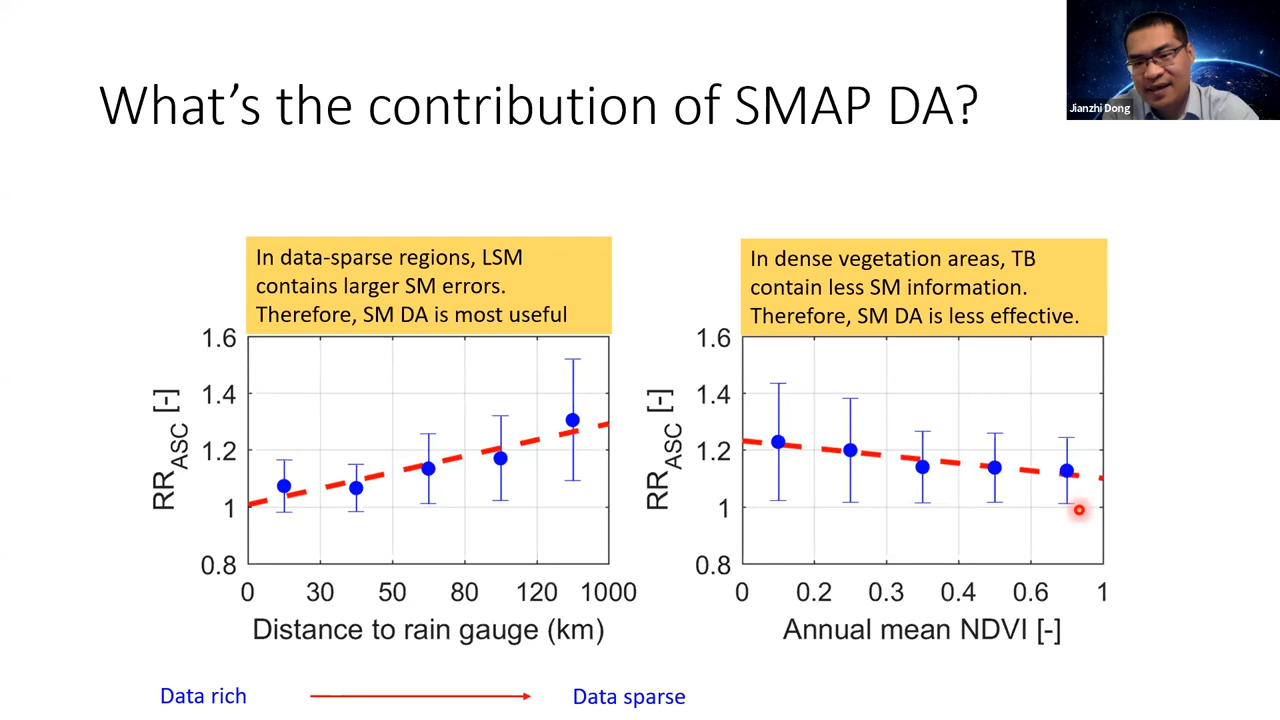 What's the contribution of SMAP DA?
Jianzhi Dong
In data-sparse regions, LSM
contains larger SM errors.
Therefore, SM DA is most useful
1.6
1.4
1.2
1
0.8
RR_ASC [-]
0 30 50 80 120 1000
Distance to rain gauge (km)
Data rich
Data sparse
In dense vegetation areas, TB
contain less SM information.
Therefore, SM DA is less effective.
1.6
1.4
1.2
1
0.8
RR_ASC [-]
0 0.2 0.3 0.4 0.6 1
Annual mean NDVI [-]